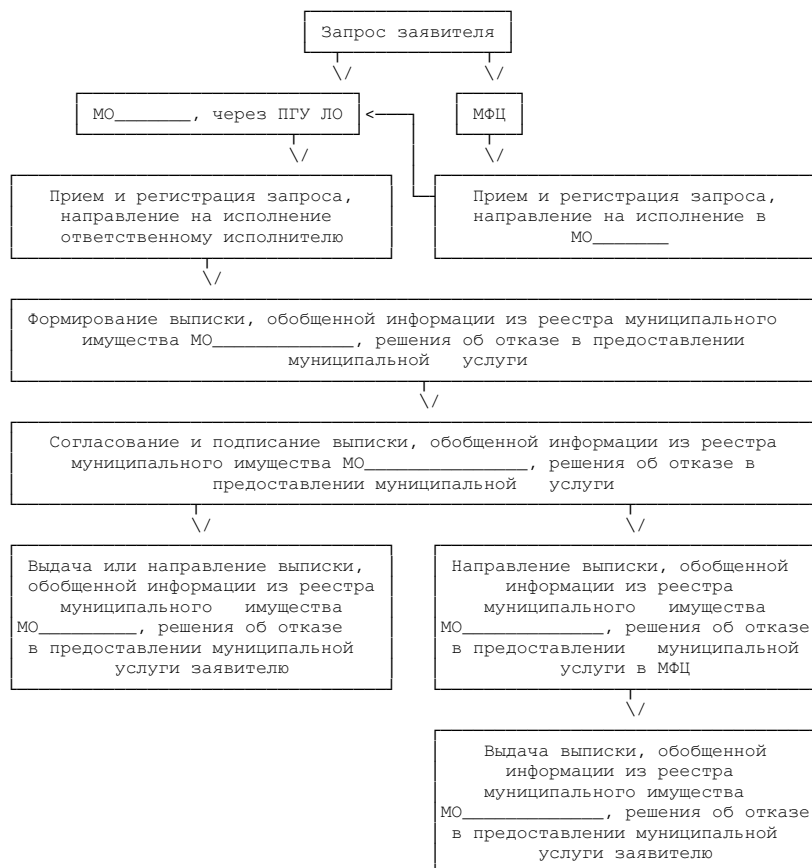 Запрос заявителя
МО________, через ПГУ ЛО
МФЦ
Прием и регистрация запроса,
направление на исполнение
ответственному исполнителю
Прием и регистрация запроса,
направление на исполнение в
МО________
Формирование выписки, обобщенной информации из реестра муниципального
имущества МО_______________, решения об отказе в предоставлении
муниципальной услуги
Согласование и подписание выписки, обобщенной информации из реестра
муниципального имущества МО_________________, решения об отказе в
предоставлении муниципальной услуги
Выдача или направление выписки,
обобщенной информации из реестра
муниципального имущества
МО__________, решения об отказе
в предоставлении муниципальной
услуги заявителю
Направление выписки, обобщенной
информации из реестра
муниципального имущества
МО_______________, решения об отказе
в предоставлении муниципальной
услуги в МФЦ
Выдача выписки, обобщенной
информации из реестра
муниципального имущества
МО_______________, решения об отказе
в предоставлении муниципальной
услуги заявителю